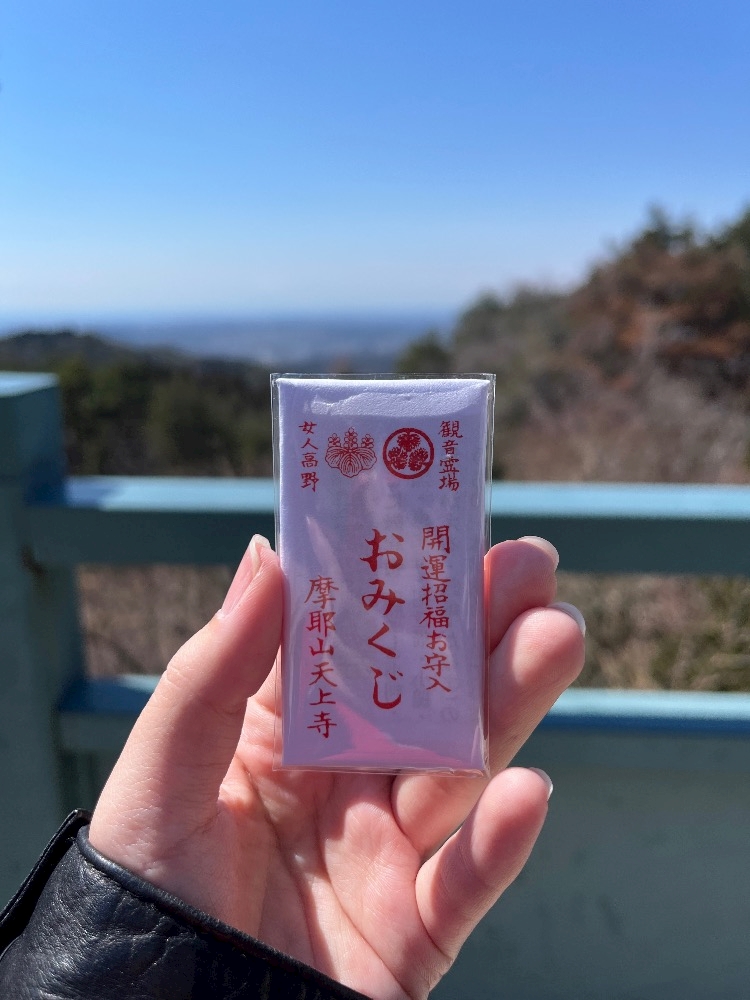 観音霊場
女人高野
開運招福お守入
おみくじ
摩耶山天上寺